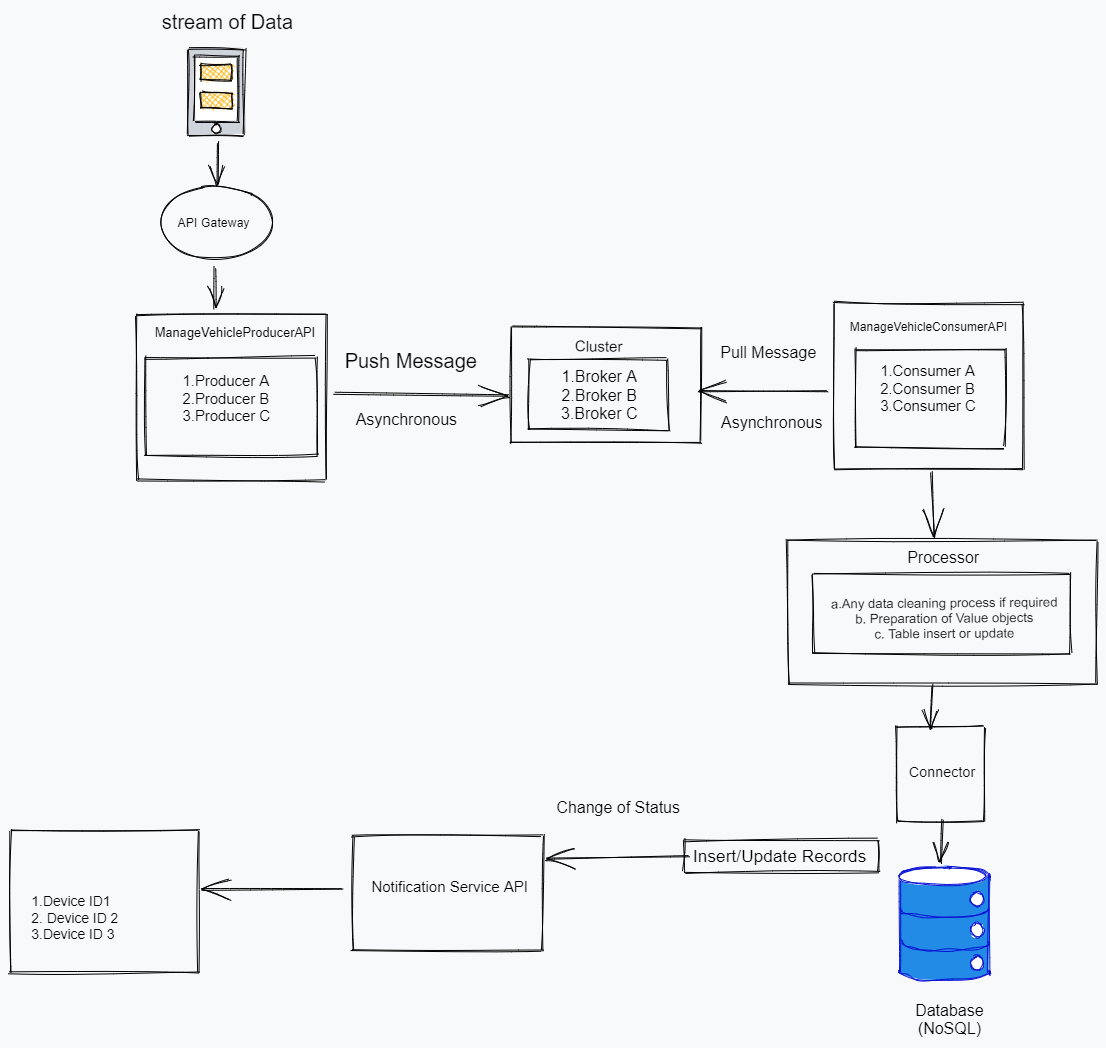 stream of Data
API Gateway
ManageVehicleProducerAPI
1.Producer A
2.Producer B
3.Producer C
Push Message
Asynchronous
Cluster
1.Broker A
2.Broker B
3.Broker C
Pull Message
Asynchronous
ManageVehicleConsumerAPI
1.Consumer A
2.Consumer B
3.Consumer C
Processor
a.Any data cleaning process if required
b. Preparation of Value objects
c. Table insert or update
Connector
Change of Status
Insert/Update Records
Notification Service API
1.Device ID1
2. Device ID 2
3.Device ID 3
Database
(NoSQL)